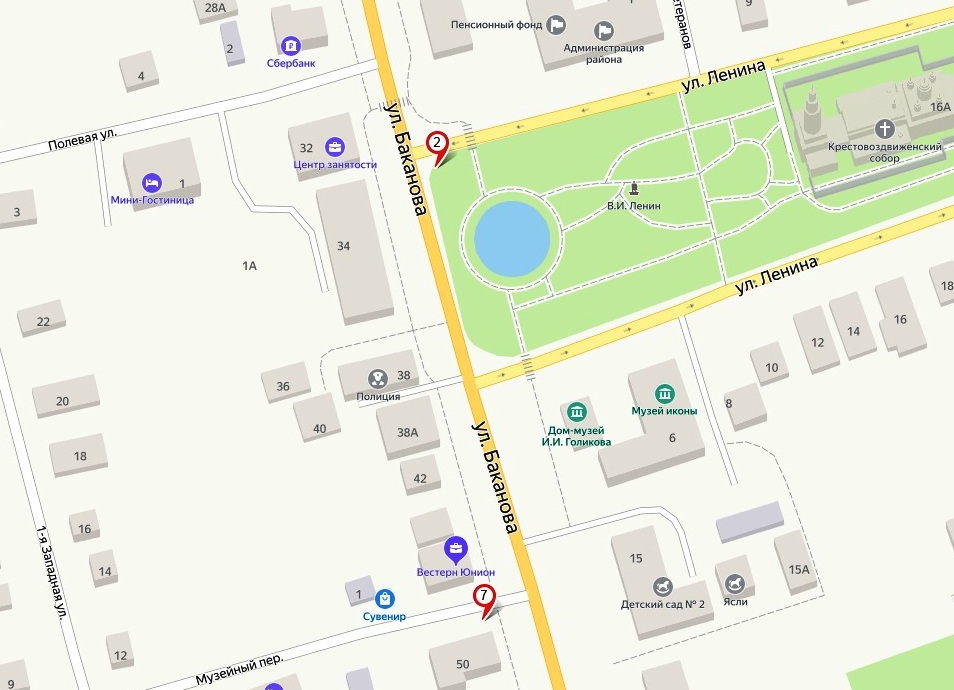 28А
2
Сбербанк
4
Пенсионный фонд
Администрация
района
9
ул. Ленина
Полевая ул.
ул. Баканова
2
32
Центр занятости
16А
Крестовоздвиженский
собор
Мини-Гостиница
1
3
В.И. Ленин
34
1А
ул. Ленина
18
22
16
14
12
10
36
38
Полиция
20
40
38А
Дом-музей
И.И. Голикова
Музей иконы
6
8
18
42
ул. Баканова
16
14
1-я Западная ул.
Вестерн Юнион
1
Сувенир
7
15
Детский сад № 2
Ясли
15А
12
9
Музейный пер.
50